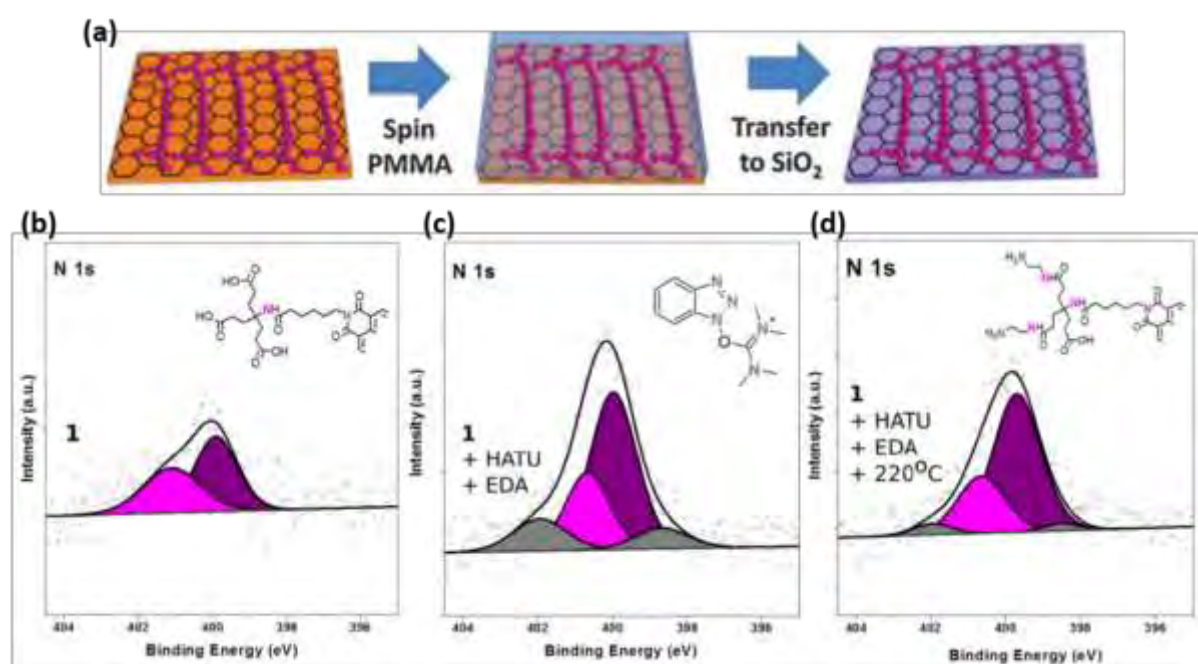 (a)
Spin
PMMA
Transfer
to SiO₂
(b)
N 1s
1
Intensity (a.u.)
404 402 400 398 396
Binding Energy (eV)
(c)
N 1s
1
+ HATU
+ EDA
Intensity (a.u.)
404 402 400 398 396
Binding Energy (eV)
(d)
N 1s
1
+ HATU
+ EDA
+ 220⁰C
Intensity (a.u.)
404 402 400 398 396
Binding Energy (eV)